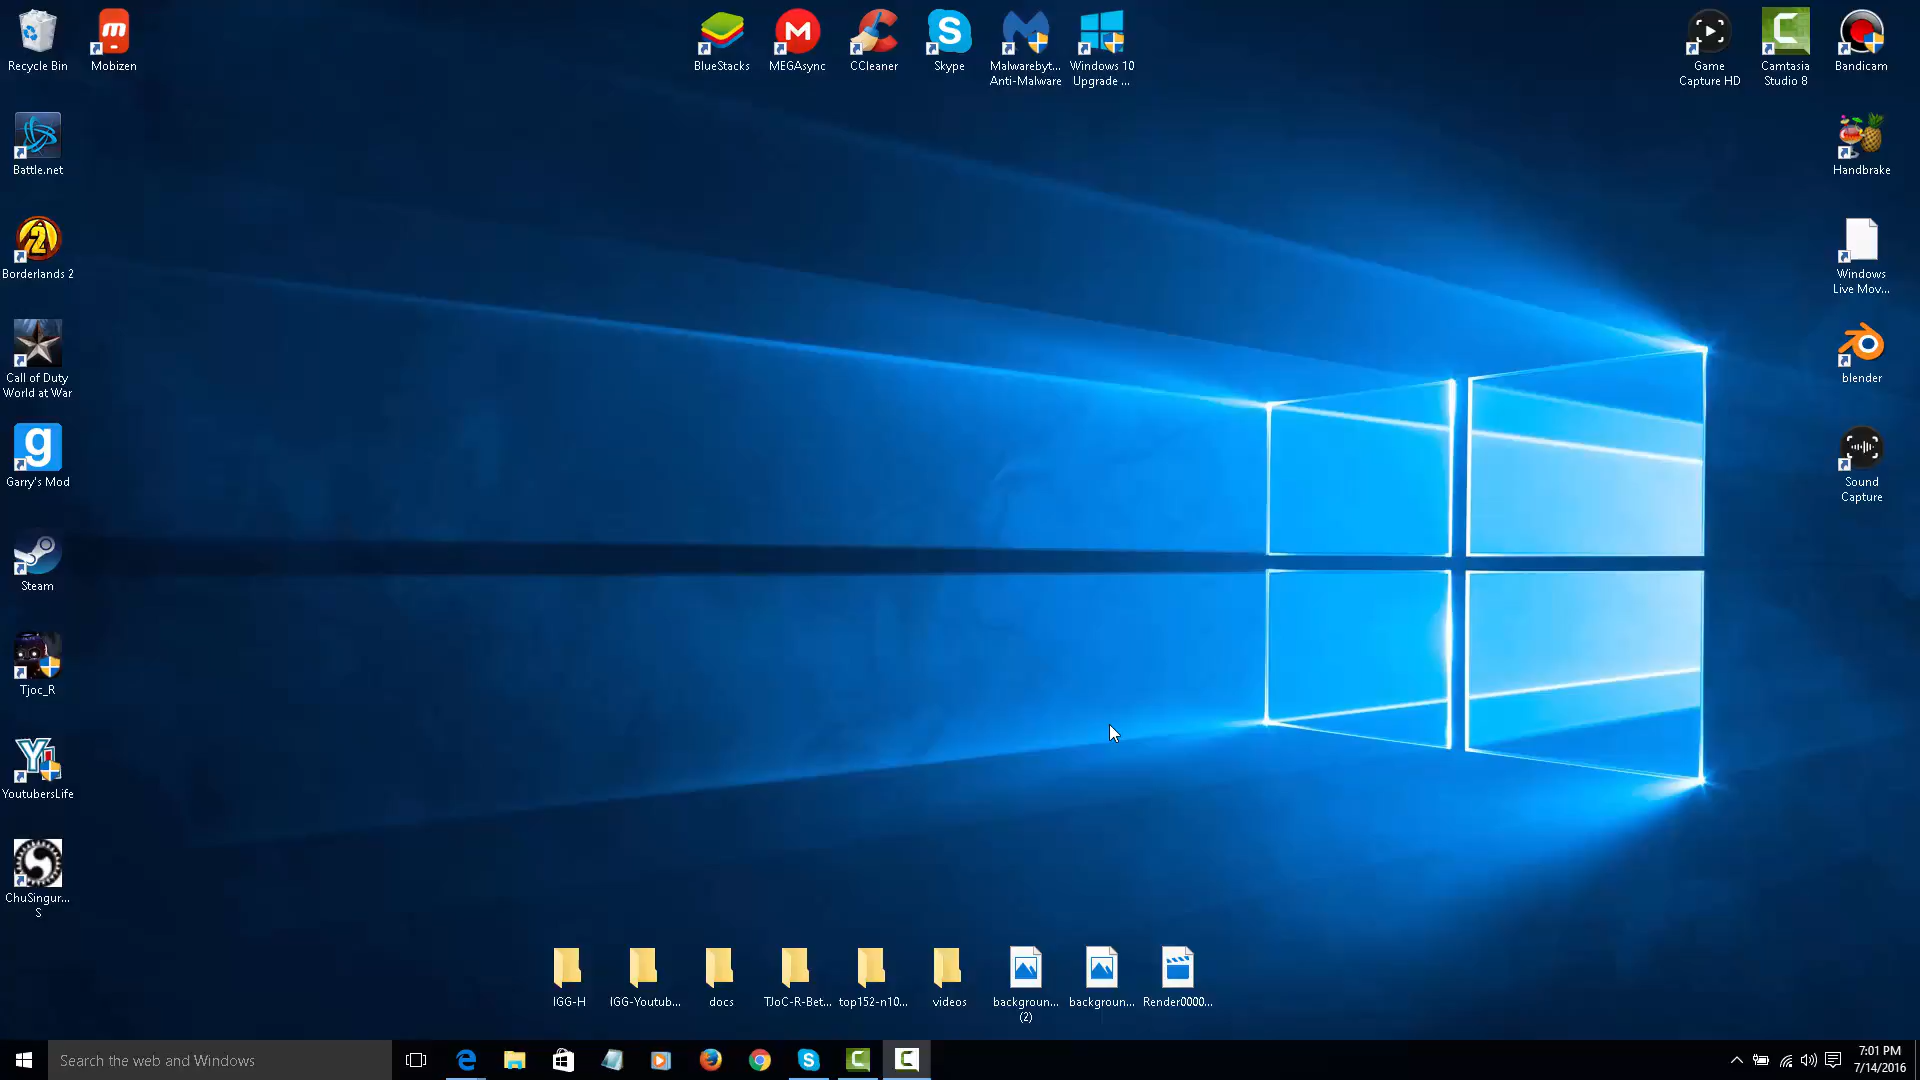 Recycle Bin
Mobizen
BlueStacks
MEGAsync
CCleaner
Skype
Malwarebyt...
Anti-Malware
Windows 10
Upgrade ...
Game
Capture HD
Camtasia
Studio 8
Bandicam
Battle.net
Handbrake
Borderlands 2
Windows
Live Mov...
Call of Duty
World at War
blender
Garry's Mod
Sound
Capture
Steam
Tjoc_R
YoutubersLife
ChuSingur...
S
IGG-H
IGG-Youtub...
docs
TJoC-R-Bet...
top152-n10...
videos
backgroun...
(2)
backgroun...
Render0000...
Search the web and Windows
7:01 PM
7/14/2016